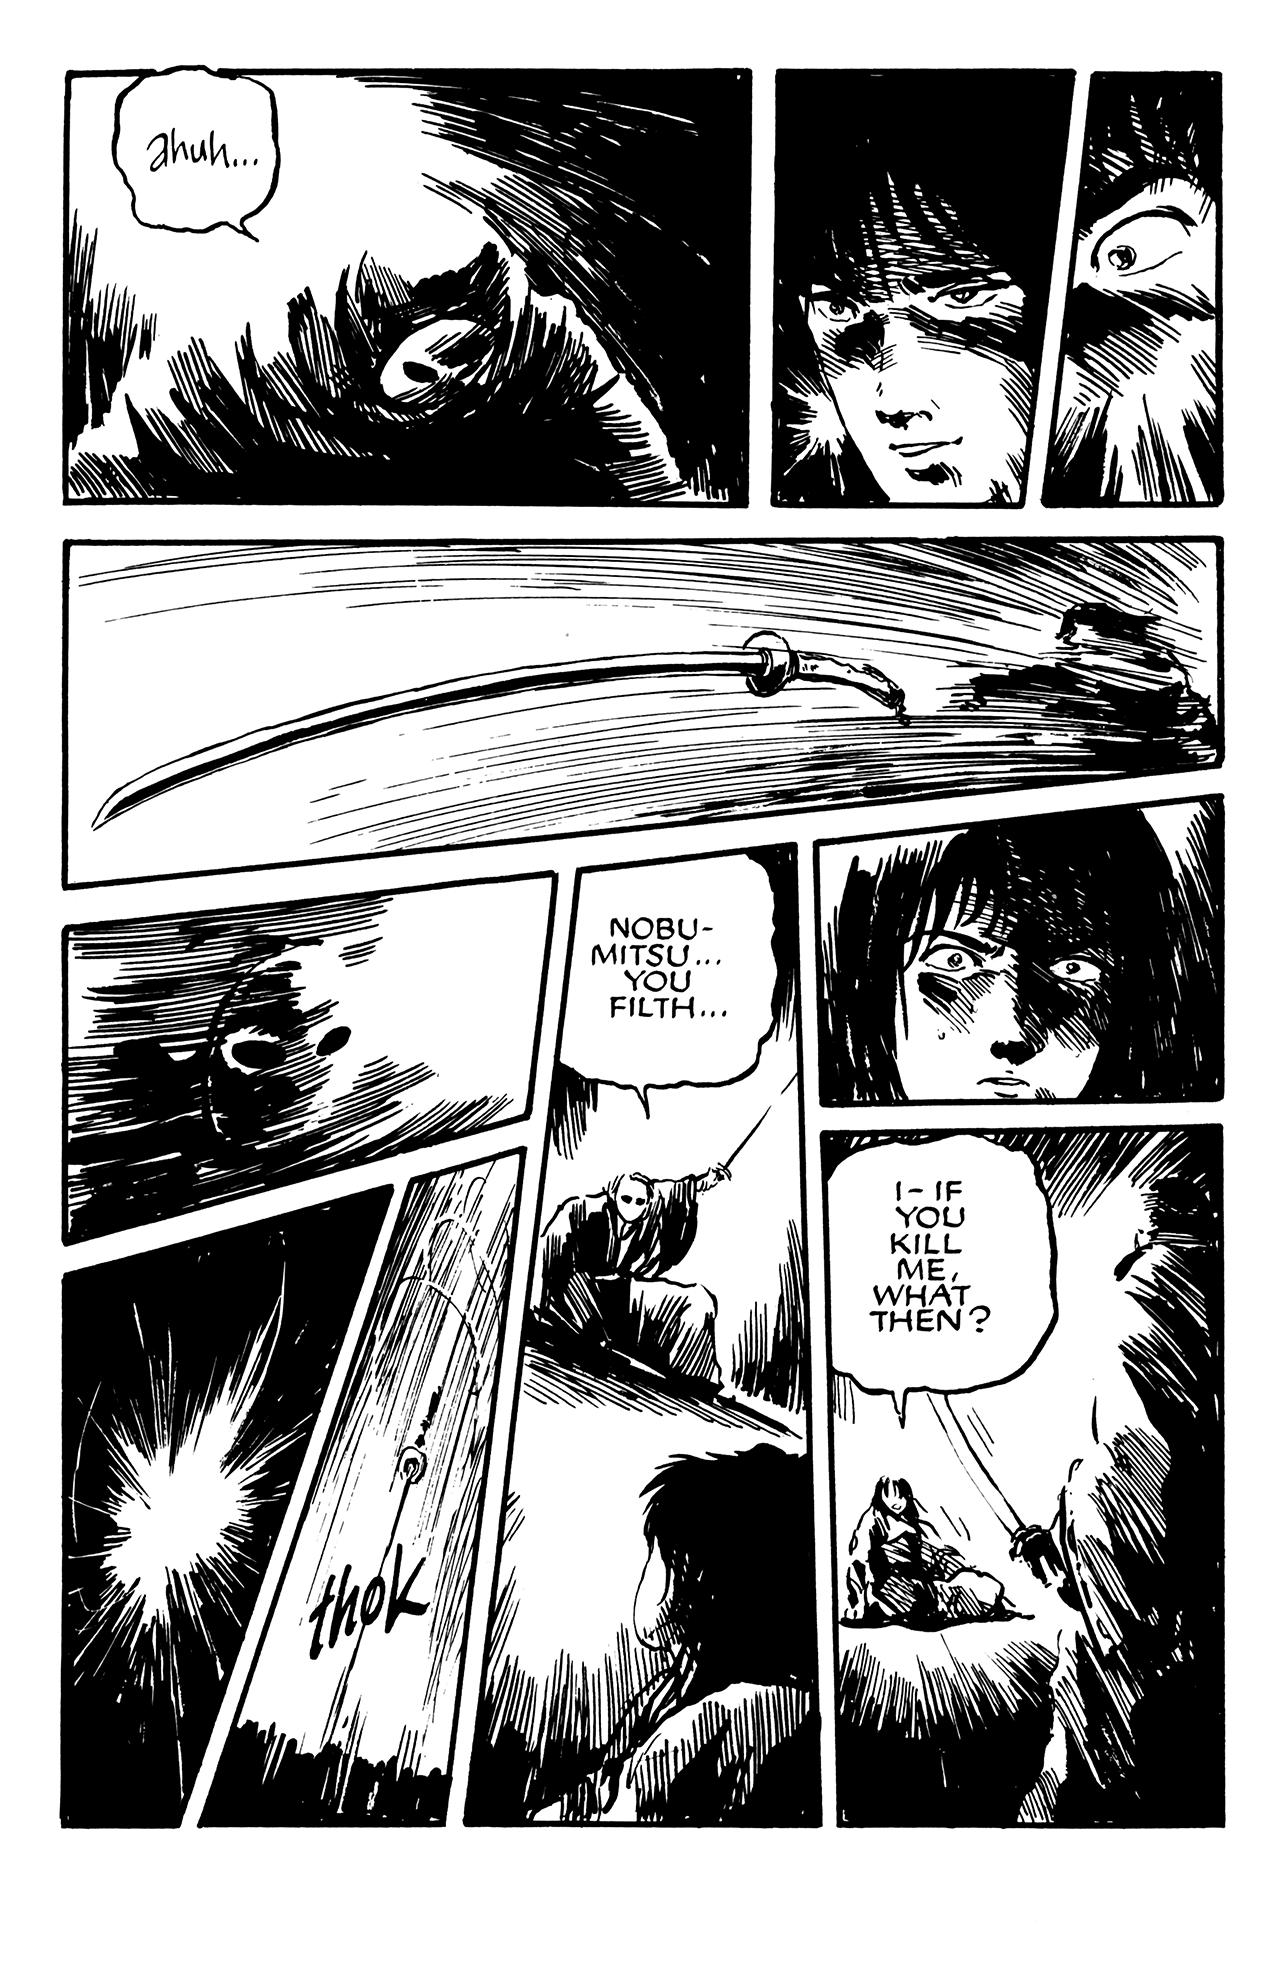 ahuh...
NOBU-
MITSU...
YOU
FILTH...
I-IF
YOU
KILL
ME,
WHAT
THEN?
thok